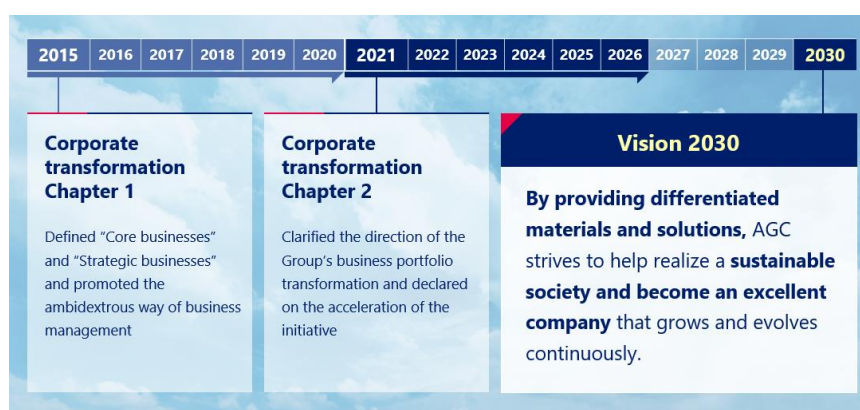 2015 2016 2017 2018 2019 2020 2021 2022 2023 2024 2025 2026 2027 2028 2029 2030
Corporate
transformation
Chapter 1
Defined “Core businesses”
and “Strategic businesses”
and promoted the
ambidextrous way of business
management
Corporate
transformation
Chapter 2
Clarified the direction of the
Group’s business portfolio
transformation and declared
on the acceleration of the
initiative
Vision 2030
By providing differentiated
materials and solutions, AGC
strives to help realize a sustainable
society and become an excellent
company that grows and evolves
continuously.